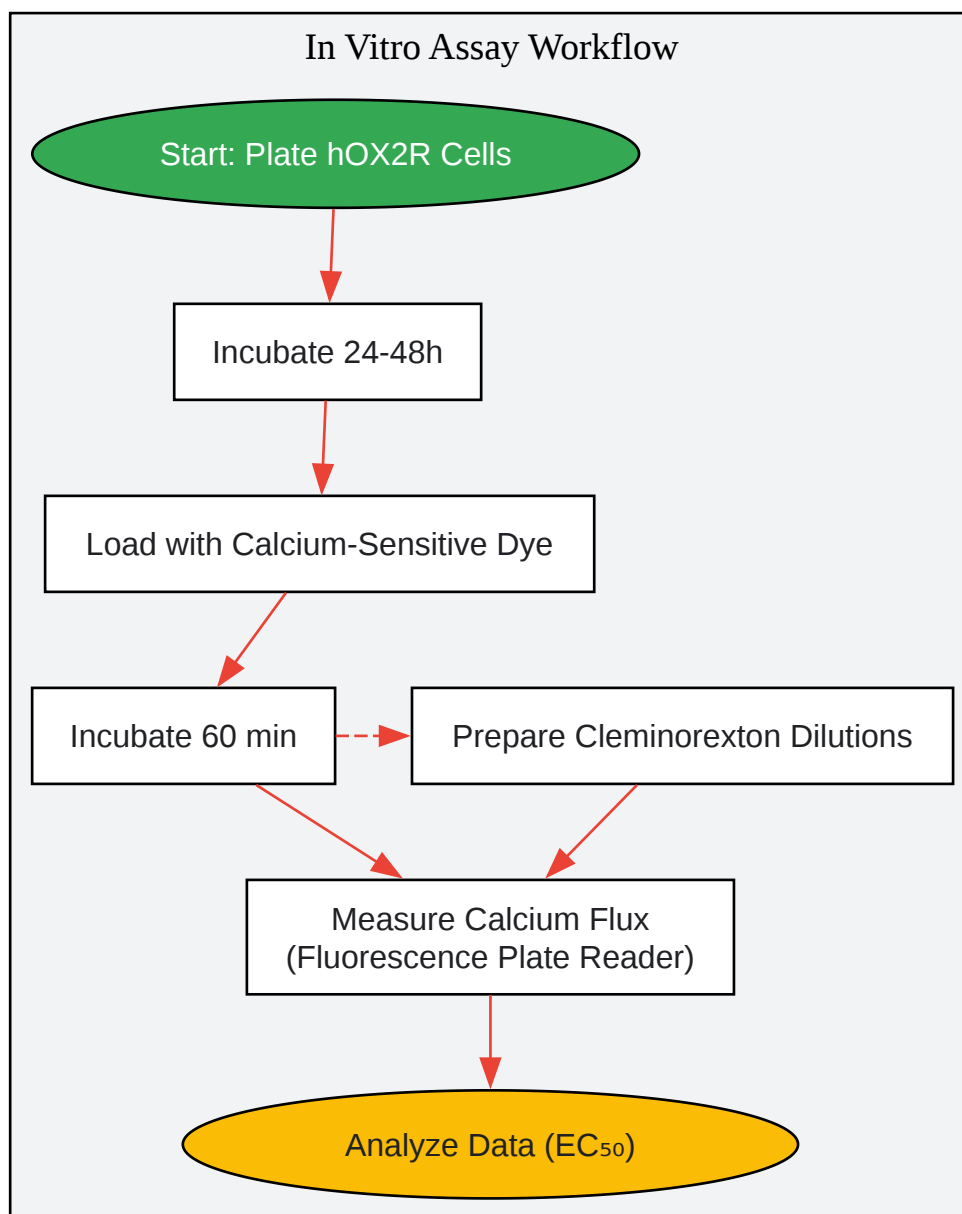 In Vitro Assay Workflow
Start: Plate hOX2R Cells
Incubate 24-48h
Load with Calcium-Sensitive Dye
Incubate 60 min
Prepare Cleminorexton Dilutions
Measure Calcium Flux
(Fluorescence Plate Reader)
Analyze Data (EC₅₀)